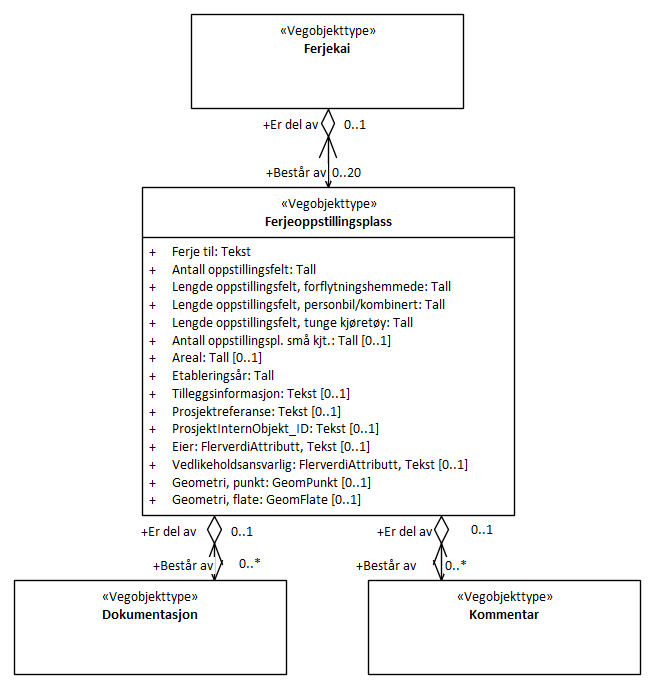 «Vegobjekttype»
Ferjekai
+Er del av 0..1
+Består av 0..20
«Vegobjekttype»
Ferjeoppstillingsplass
+ Ferje til: Tekst
+ Antall oppstillingsfelt: Tall
+ Lengde oppstillingsfelt, forflytningshemmede: Tall
+ Lengde oppstillingsfelt, personbil/kombinert: Tall
+ Lengde oppstillingsfelt, tunge kjøretøy: Tall
+ Antall oppstillingspl. små kjt.: Tall [0..1]
+ Areal: Tall [0..1]
+ Etableringsår: Tall
+ Tilleggsinformasjon: Tekst [0..1]
+ Prosjektreferanse: Tekst [0..1]
+ ProsjektInternObjekt_ID: Tekst [0..1]
+ Eier: FlerverdiAttributt, Tekst [0..1]
+ Vedlikeholdsansvarlig: FlerverdiAttributt, Tekst [0..1]
+ Geometri, punkt: GeomPunkt [0..1]
+ Geometri, flate: GeomFlate [0..1]
+Er del av 0..1 +Er del av 0..1
+Består av 0..* +Består av 0..*
«Vegobjekttype»
Dokumentasjon
«Vegobjekttype»
Kommentar